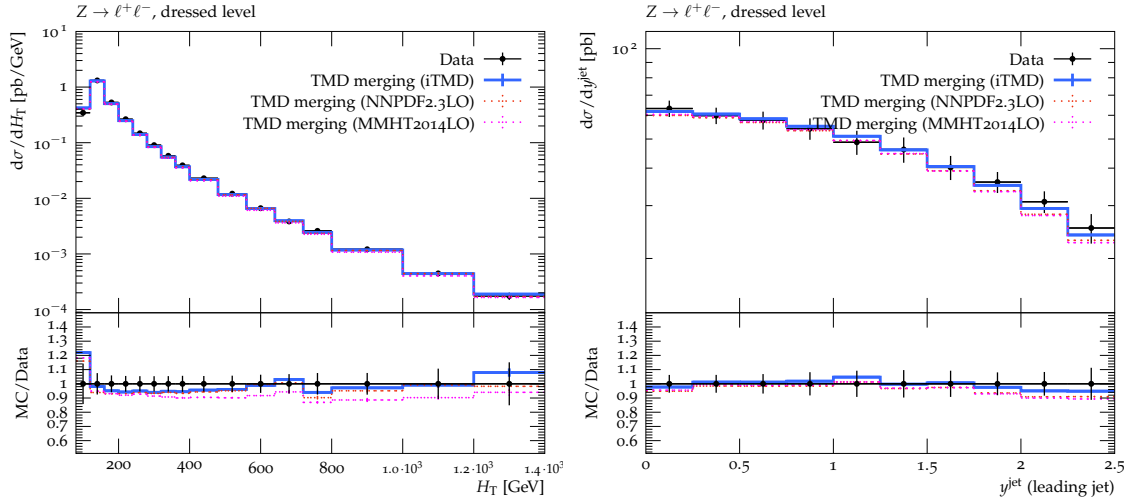 Z → ℓ⁺ℓ⁻, dressed level
dσ/dH_T [pb/GeV]
10¹
1
10⁻¹
10⁻²
10⁻³
10⁻⁴
Data
TMD merging (iTMD)
TMD merging (NNPDF2.3LO)
TMD merging (MMHT2014LO)
MC/Data
1.4
1.3
1.2
1.1
1
0.9
0.8
0.7
0.6
200 400 600 800 1.0·10³ 1.2·10³ 1.4·10³
H_T [GeV]
Z → ℓ⁺ℓ⁻, dressed level
dσ/dy^jet [pb]
10²
Data
TMD merging (iTMD)
TMD merging (NNPDF2.3LO)
TMD merging (MMHT2014LO)
MC/Data
1.4
1.3
1.2
1.1
1
0.9
0.8
0.7
0.6
0 0.5 1 1.5 2 2.5
y^jet (leading jet)